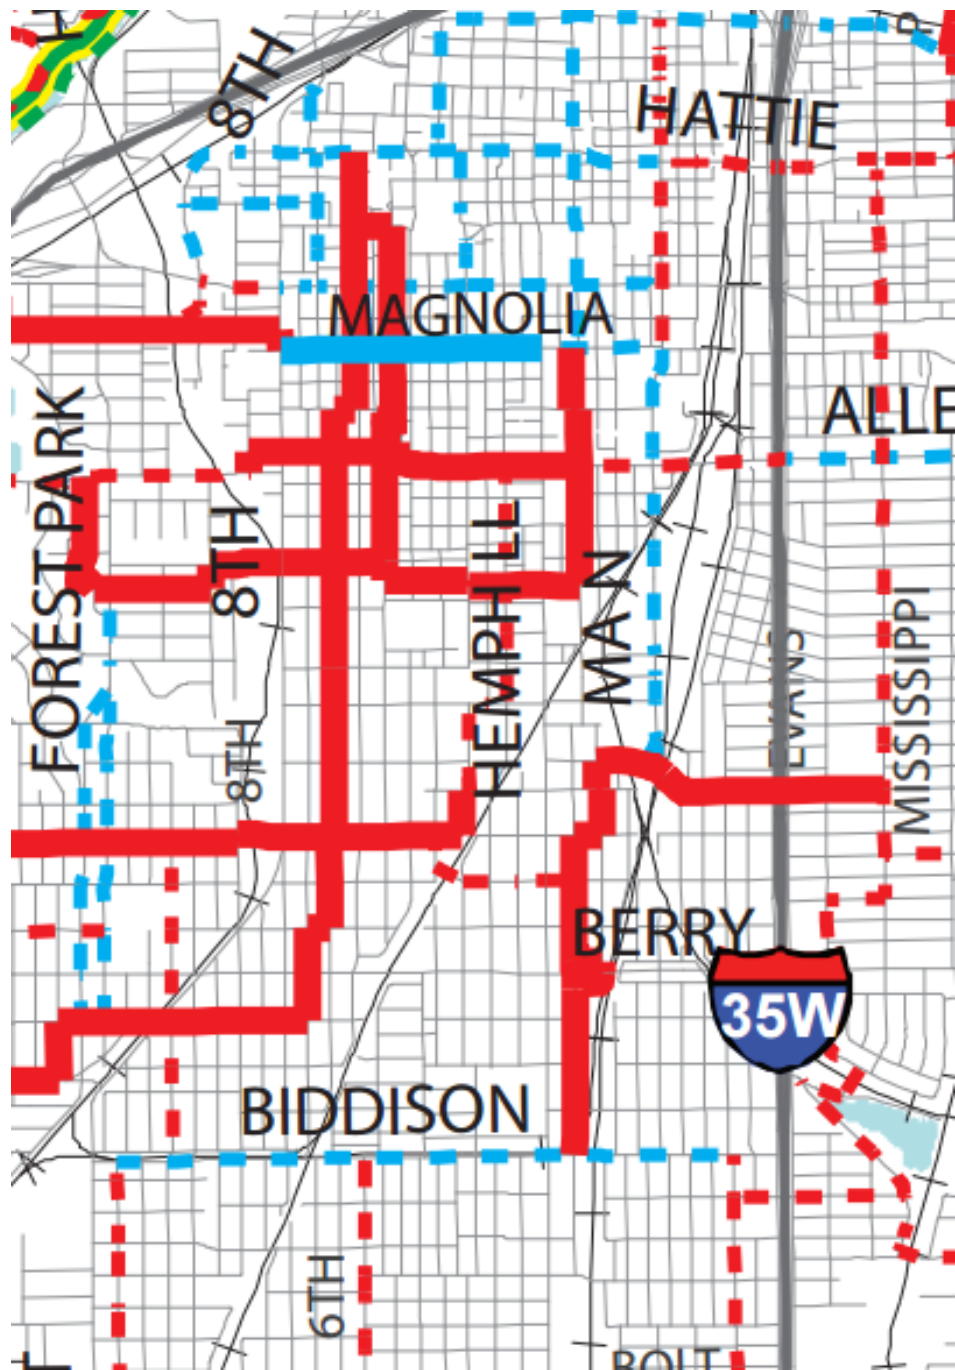 8TH
HATTIE
MAGNOLIA
ALLE
FOREST PARK
8TH
HEMPHILL
MAIN
EVANS
MISSISSIPPI
8TH
BERRY
35W
BIDDISON
6TH
BOLT